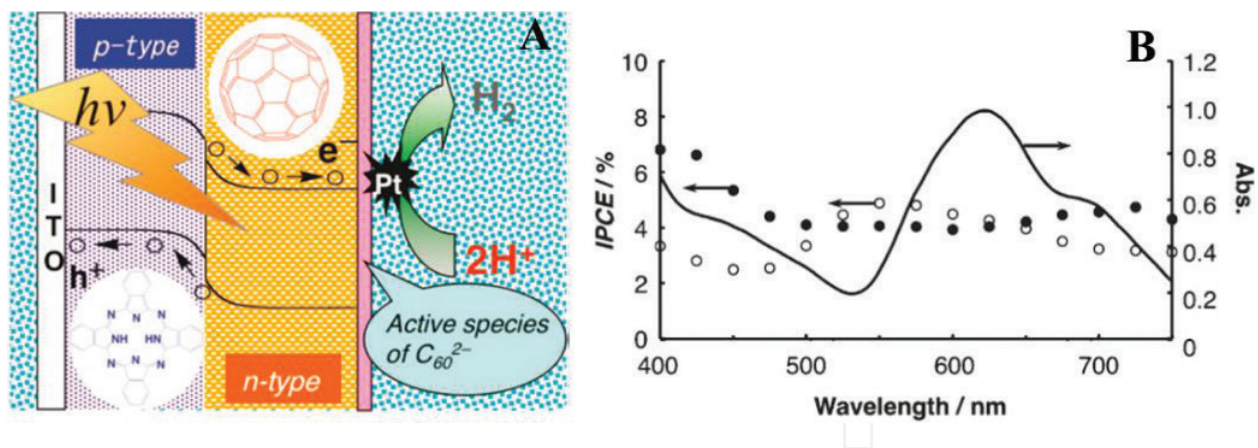 A
p-type
hν
ITO
e⁻
Pt
H₂
2H⁺
h⁺
N N N
NH HN
N N N
Active species
of C₆₀²⁻
n-type
B
10
8
6
4
2
0
IPCE / %
1.2
1.0
0.8
0.6
0.4
0.2
0
Abs.
400 500 600 700
Wavelength / nm